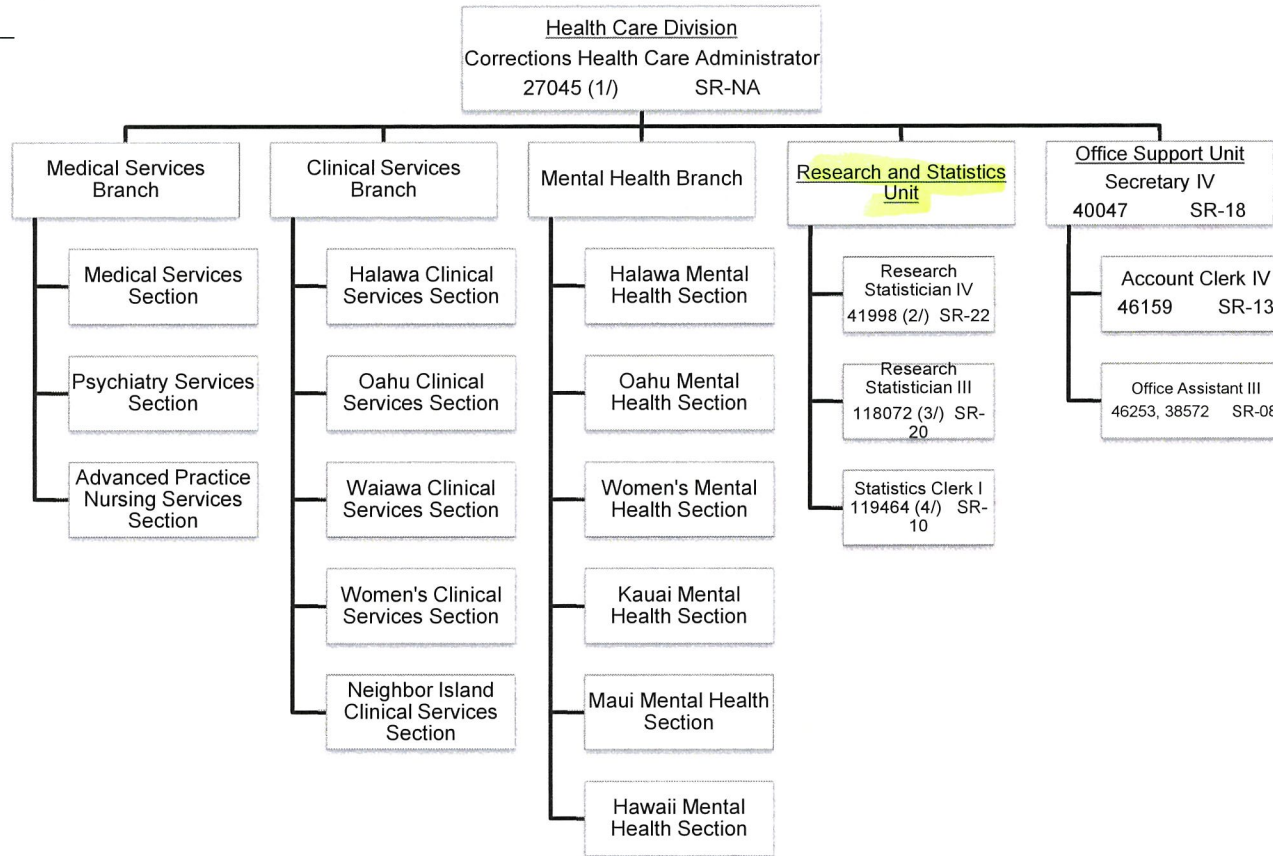 Health Care Division
Corrections Health Care Administrator
27045 (1/) SR-NA
Medical Services
Branch
Medical Services
Section
Psychiatry Services
Section
Advanced Practice
Nursing Services
Section
Clinical Services
Branch
Halawa Clinical
Services Section
Oahu Clinical
Services Section
Waiawa Clinical
Services Section
Women's Clinical
Services Section
Neighbor Island
Clinical Services
Section
Mental Health Branch
Halawa Mental
Health Section
Oahu Mental
Health Section
Women's Mental
Health Section
Kauai Mental
Health Section
Maui Mental Health
Section
Hawaii Mental
Health Section
Research and Statistics
Unit
Research
Statistician IV
41998 (2/) SR-22
Research
Statistician III
118072 (3/) SR-
20
Statistics Clerk I
119464 (4/) SR-
10
Office Support Unit
Secretary IV
40047 SR-18
Account Clerk IV
46159 SR-13
Office Assistant III
46253, 38572 SR-08